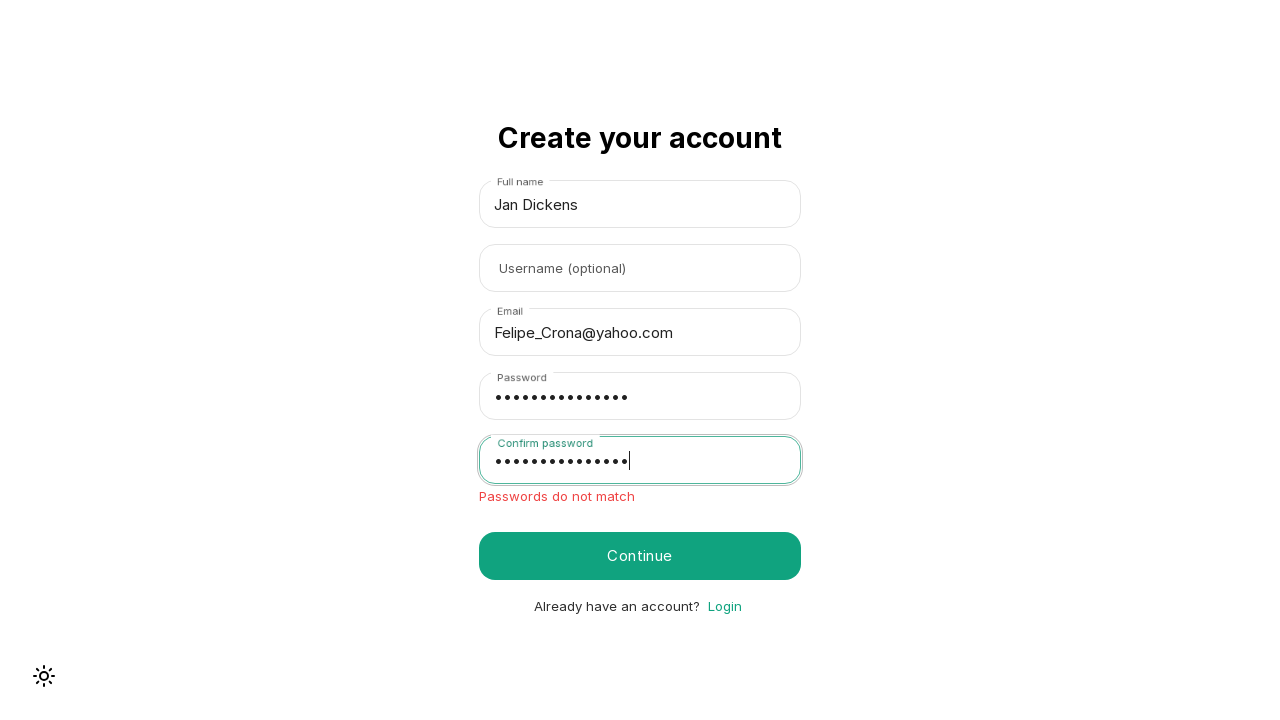 Create your account
Full name
Jan Dickens
Username (optional)
Email
Felipe_Crona@yahoo.com
Password
•••••••••••••••
Confirm password
•••••••••••••••
Passwords do not match
Continue
Already have an account? Login